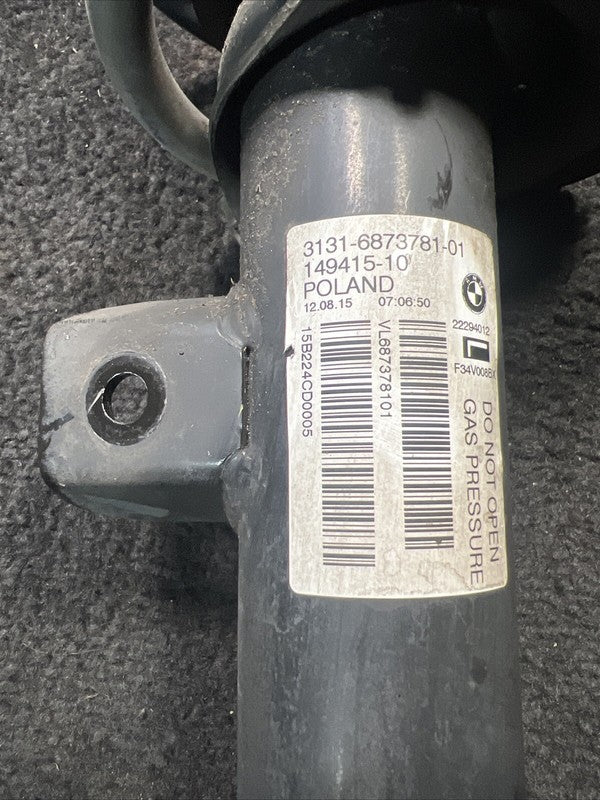 3131-6873781-01
149415-10
POLAND
12.08.15 07:06:50
22294012
L
F34V008BX
15B224CD0005
VL687378101
DO NOT OPEN
GAS PRESSURE